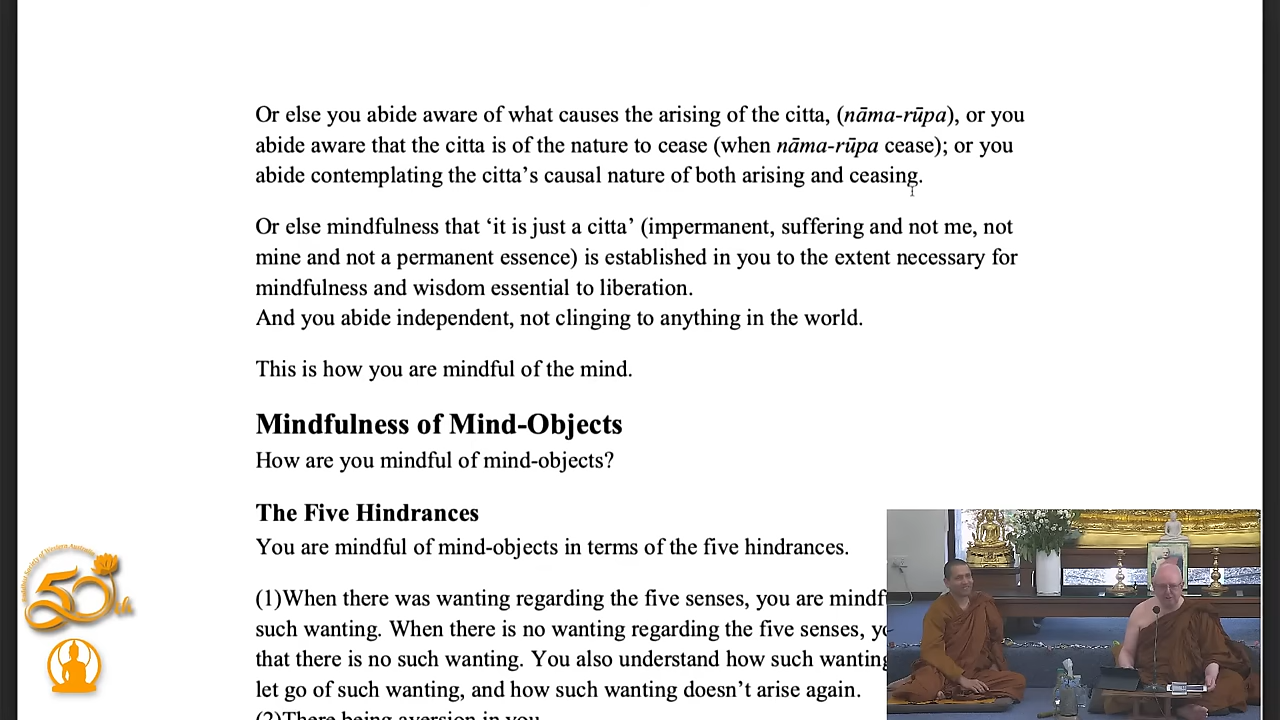 Or else you abide aware of what causes the arising of the citta, (nāma-rūpa), or you
abide aware that the citta is of the nature to cease (when nāma-rūpa cease); or you
abide contemplating the citta’s causal nature of both arising and ceasing.
Or else mindfulness that ‘it is just a citta’ (impermanent, suffering and not me, not
mine and not a permanent essence) is established in you to the extent necessary for
mindfulness and wisdom essential to liberation.
And you abide independent, not clinging to anything in the world.
This is how you are mindful of the mind.
Mindfulness of Mind-Objects
How are you mindful of mind-objects?
The Five Hindrances
You are mindful of mind-objects in terms of the five hindrances.
(1)When there was wanting regarding the five senses, you are mindf
such wanting. When there is no wanting regarding the five senses,
that there is no such wanting. You also understand how such wanting
let go of such wanting, and how such wanting doesn’t arise again.
(2)There being aversion in you
50th